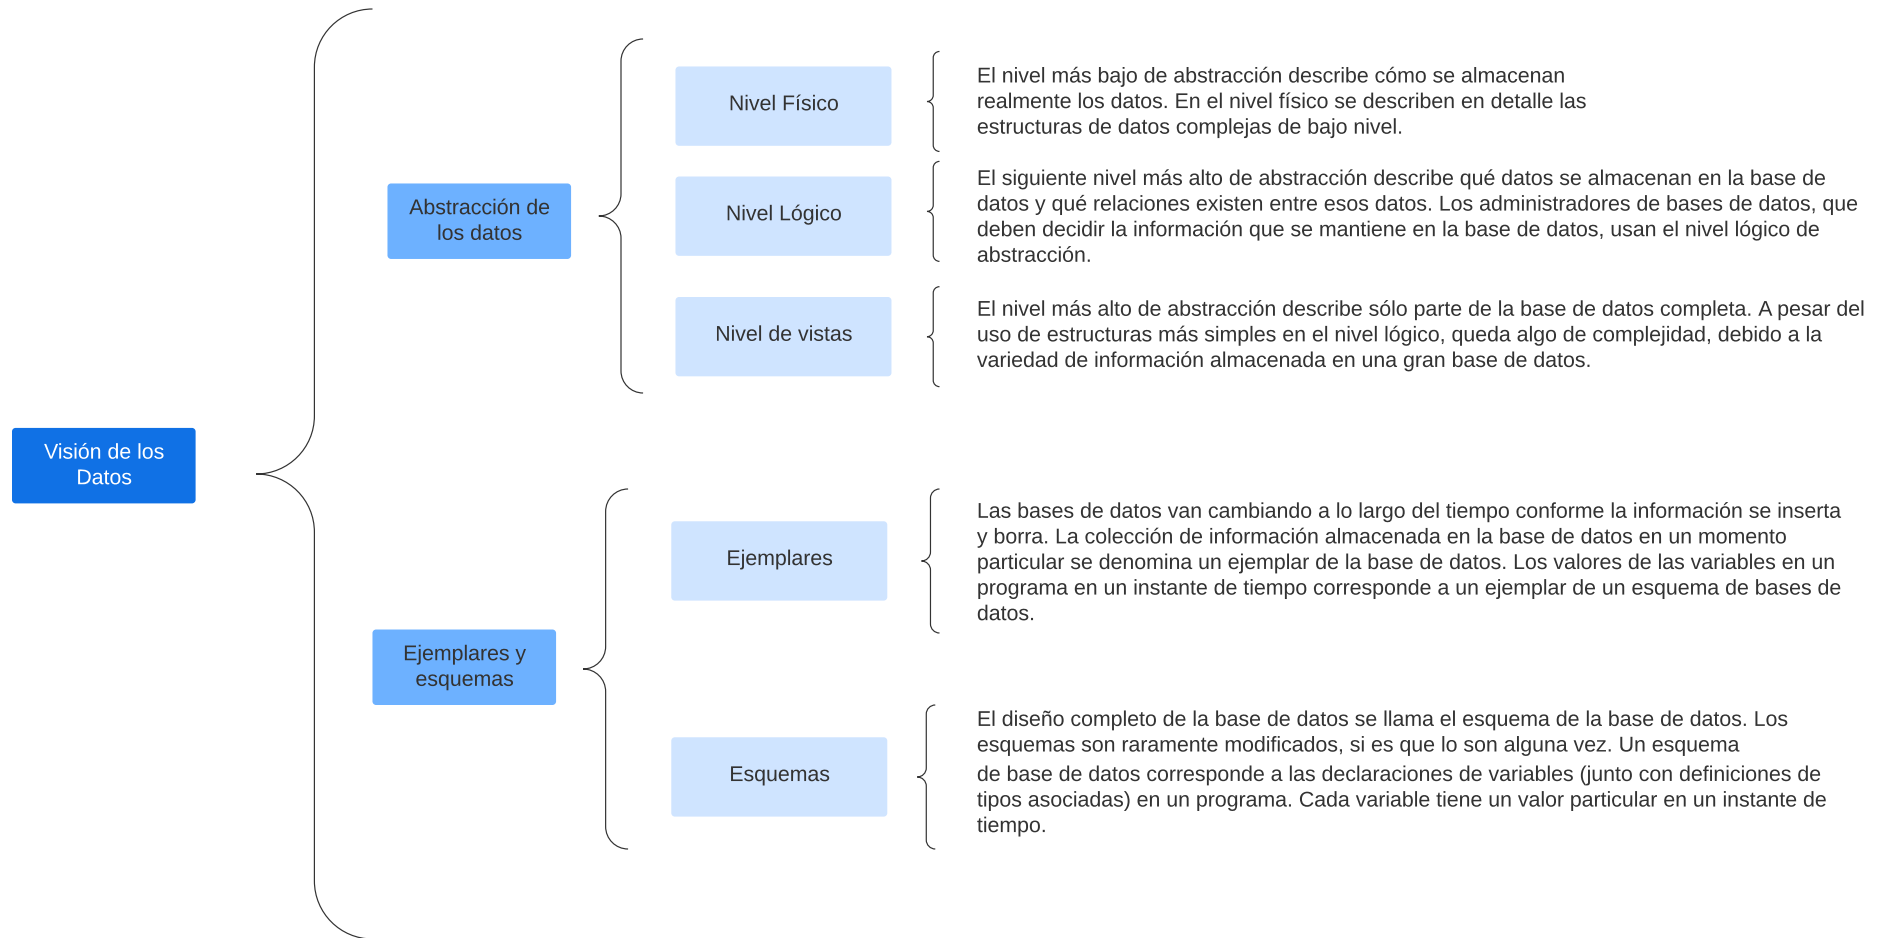 Visión de los
Datos
Abstracción de
los datos
Nivel Físico
El nivel más bajo de abstracción describe cómo se almacenan
realmente los datos. En el nivel físico se describen en detalle las
estructuras de datos complejas de bajo nivel.
Nivel Lógico
El siguiente nivel más alto de abstracción describe qué datos se almacenan en la base de
datos y qué relaciones existen entre esos datos. Los administradores de bases de datos, que
deben decidir la información que se mantiene en la base de datos, usan el nivel lógico de
abstracción.
Nivel de vistas
El nivel más alto de abstracción describe sólo parte de la base de datos completa. A pesar del
uso de estructuras más simples en el nivel lógico, queda algo de complejidad, debido a la
variedad de información almacenada en una gran base de datos.
Ejemplares y
esquemas
Ejemplares
Las bases de datos van cambiando a lo largo del tiempo conforme la información se inserta
y borra. La colección de información almacenada en la base de datos en un momento
particular se denomina un ejemplar de la base de datos. Los valores de las variables en un
programa en un instante de tiempo corresponde a un ejemplar de un esquema de bases de
datos.
Esquemas
El diseño completo de la base de datos se llama el esquema de la base de datos. Los
esquemas son raramente modificados, si es que lo son alguna vez. Un esquema
de base de datos corresponde a las declaraciones de variables (junto con definiciones de
tipos asociadas) en un programa. Cada variable tiene un valor particular en un instante de
tiempo.